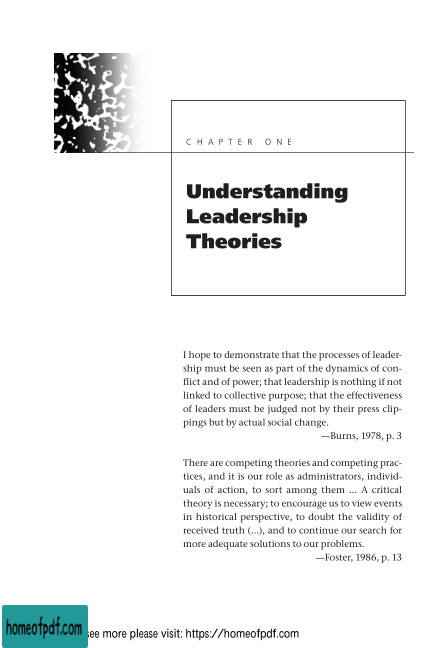 CHAPTER ONE
Understanding
Leadership
Theories
I hope to demonstrate that the processes of leader-
ship must be seen as part of the dynamics of con-
flict and of power; that leadership is nothing if not
linked to collective purpose; that the effectiveness
of leaders must be judged not by their press clip-
pings but by actual social change.
—Burns, 1978, p. 3
There are competing theories and competing prac-
tices, and it is our role as administrators, individ-
uals of action, to sort among them ... A critical
theory is necessary; to encourage us to view events
in historical perspective, to doubt the validity of
received truth (...), and to continue our search for
more adequate solutions to our problems.
—Foster, 1986, p. 13
homeofpdf.com
see more please visit: https://homeofpdf.com